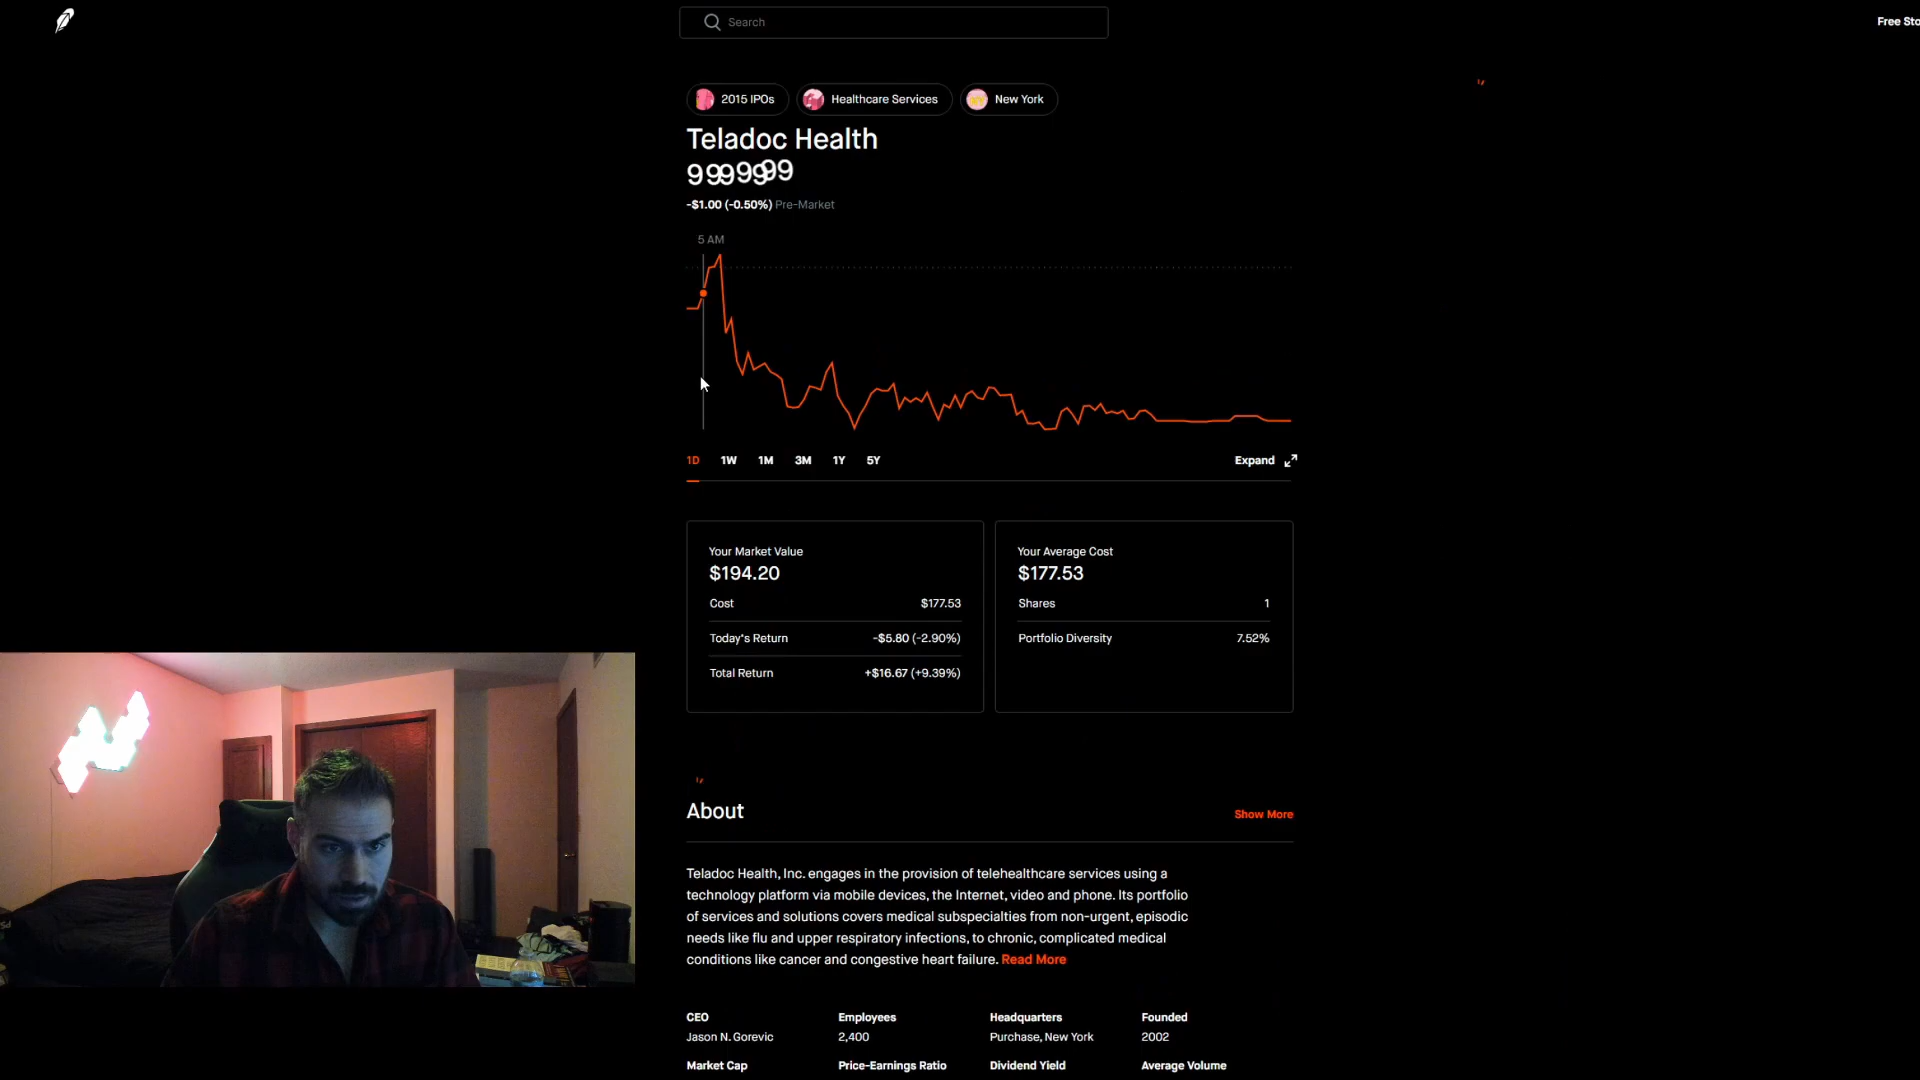 Search
Free Sto
2015 IPOs
Healthcare Services
New York
Teladoc Health
-$1.00 (-0.50%) Pre-Market
5 AM
1D 1W 1M 3M 1Y 5Y
Expand
Your Market Value
$194.20
Cost $177.53
Today's Return -$5.80 (-2.90%)
Total Return +$16.67 (+9.39%)
Your Average Cost
$177.53
Shares 1
Portfolio Diversity 7.52%
About
Show More
Teladoc Health, Inc. engages in the provision of telehealthcare services using a
technology platform via mobile devices, the Internet, video and phone. Its portfolio
of services and solutions covers medical subspecialties from non-urgent, episodic
needs like flu and upper respiratory infections, to chronic, complicated medical
conditions like cancer and congestive heart failure. Read More
CEO Employees Headquarters Founded
Jason N. Gorevic 2,400 Purchase, New York 2002
Market Cap Price-Earnings Ratio Dividend Yield Average Volume